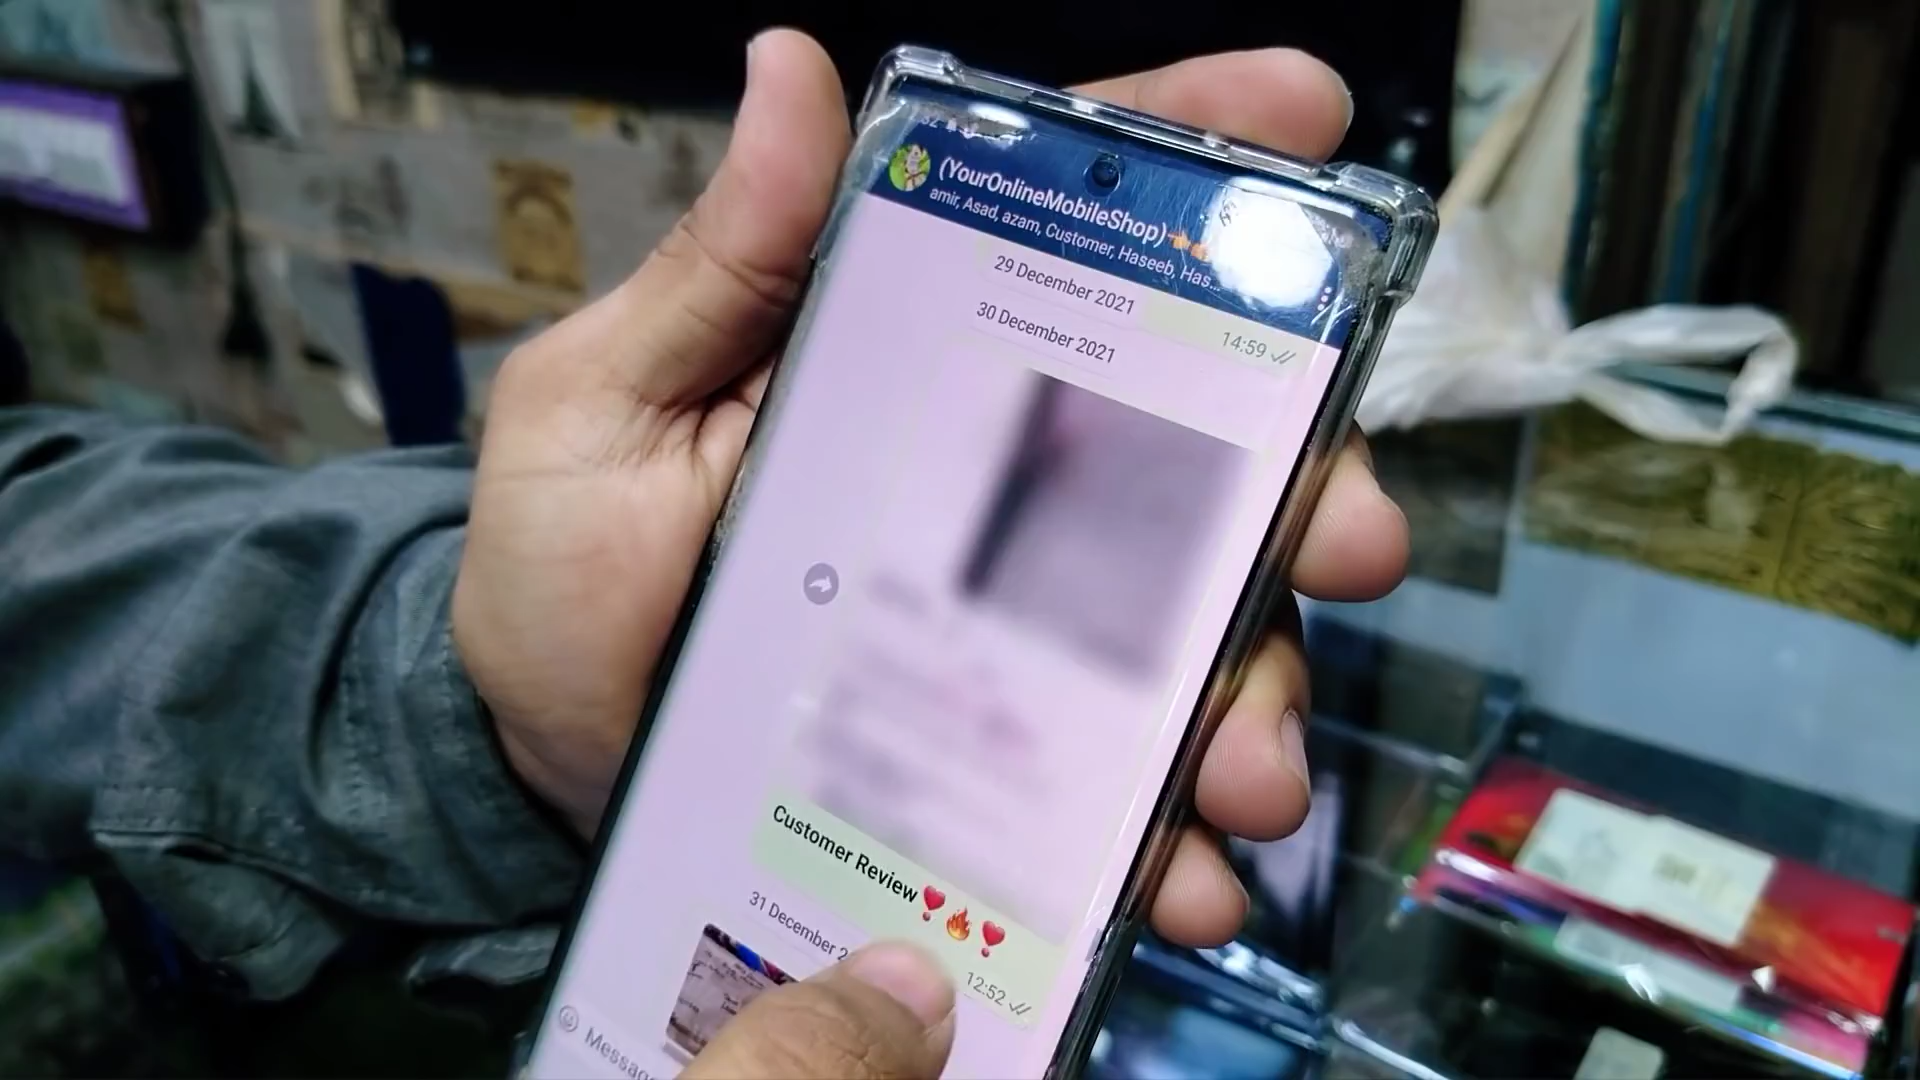 (YourOnlineMobileShop)
amir, Asad, azam, Customer, Haseeb, Has...
29 December 2021
14:59
30 December 2021
Customer Review❣️🔥❣️
12:52
31 December 2
Messag